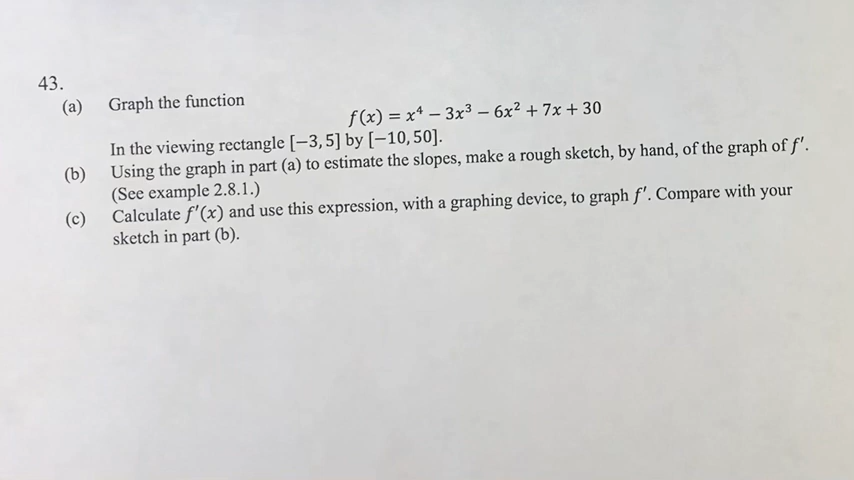 43.
(a) Graph the function
f(x) = x⁴ − 3x³ − 6x² + 7x + 30
In the viewing rectangle [−3, 5] by [−10, 50].
(b) Using the graph in part (a) to estimate the slopes, make a rough sketch, by hand, of the graph of f′.
(See example 2.8.1.)
(c) Calculate f′(x) and use this expression, with a graphing device, to graph f′. Compare with your
sketch in part (b).